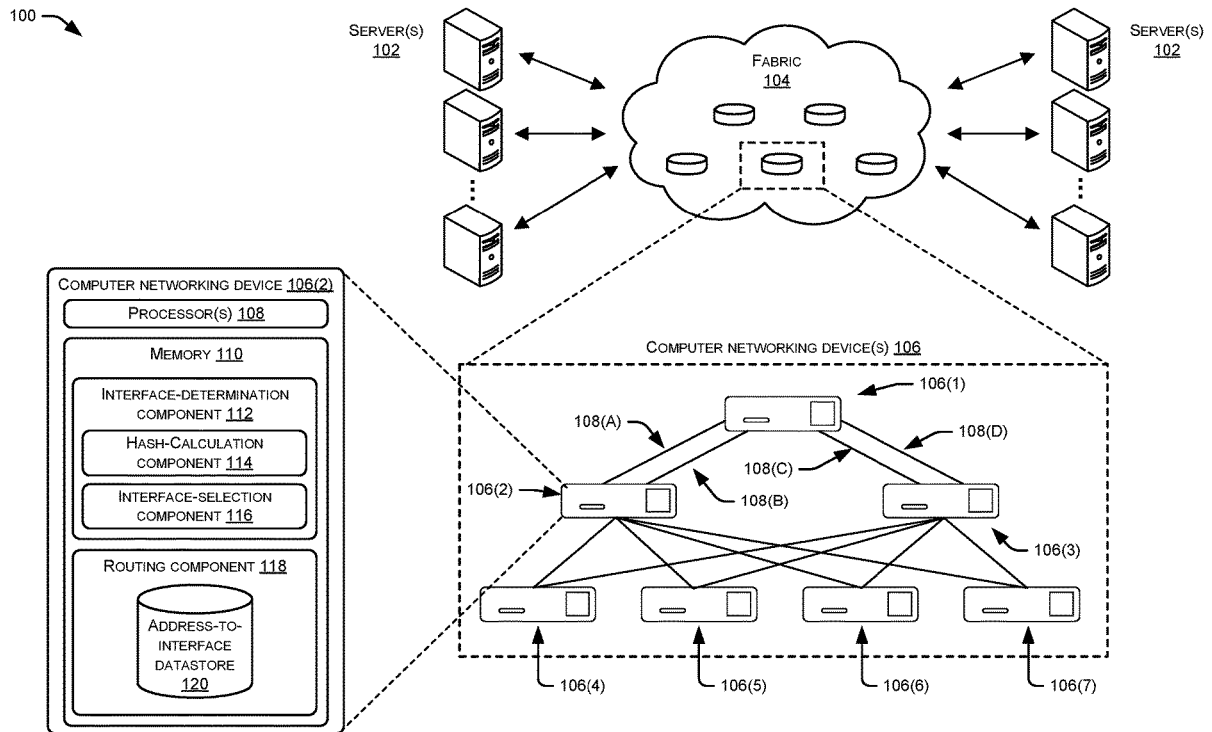 100
SERVER(S)
102
FABRIC
104
SERVER(S)
102
COMPUTER NETWORKING DEVICE 106(2)
PROCESSOR(S) 108
MEMORY 110
INTERFACE-DETERMINATION
COMPONENT 112
HASH-CALCULATION
COMPONENT 114
INTERFACE-SELECTION
COMPONENT 116
ROUTING COMPONENT 118
ADDRESS-TO-
INTERFACE
DATASTORE
120
COMPUTER NETWORKING DEVICE(S) 106
106(1)
108(A)
108(D)
108(C)
108(B)
106(2)
106(3)
106(4)
106(5)
106(6)
106(7)